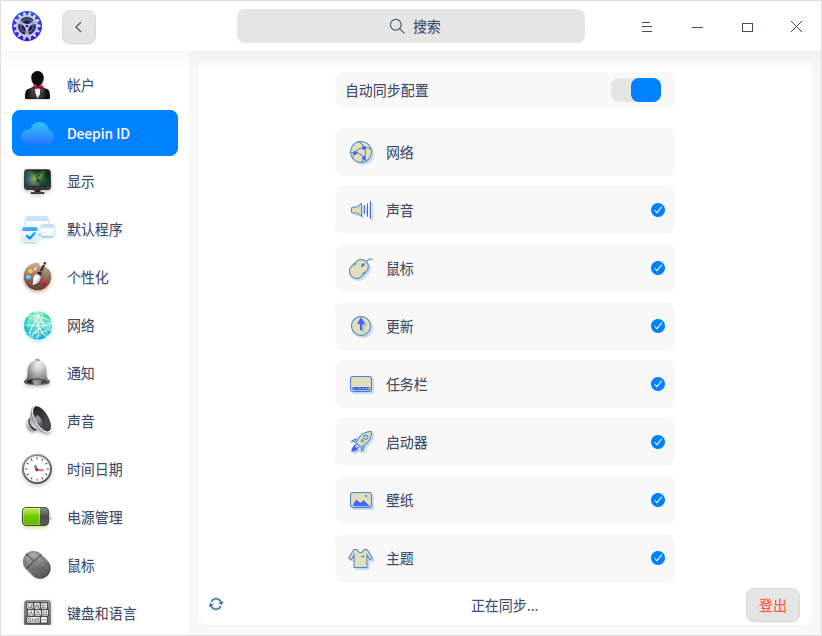 搜索
帐户
Deepin ID
显示
默认程序
个性化
网络
通知
声音
时间日期
电源管理
鼠标
键盘和语言
自动同步配置
网络
声音
鼠标
更新
任务栏
启动器
壁纸
主题
正在同步...
登出